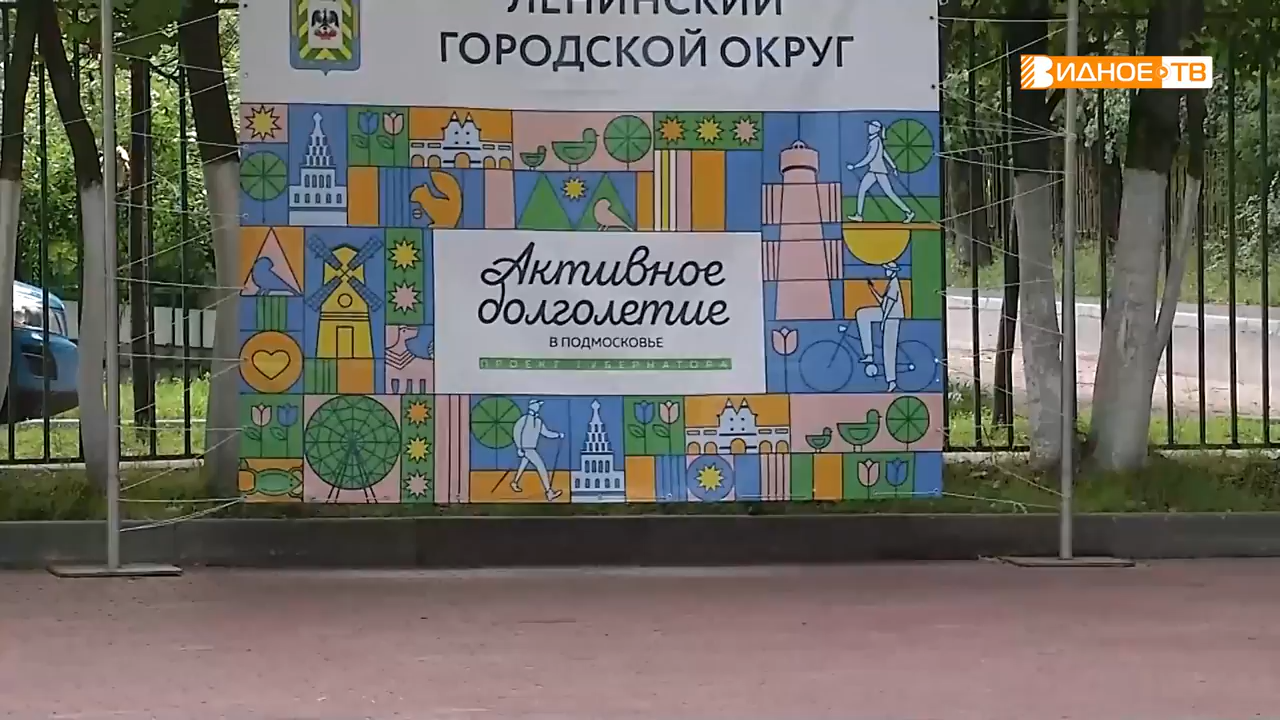 ЛЕНИНСКИЙ
ГОРОДСКОЙ ОКРУГ
ВИДНОЕ ТВ
Активное
долголетие
В ПОДМОСКОВЬЕ
ПРОЕКТ ГУБЕРНАТОРА